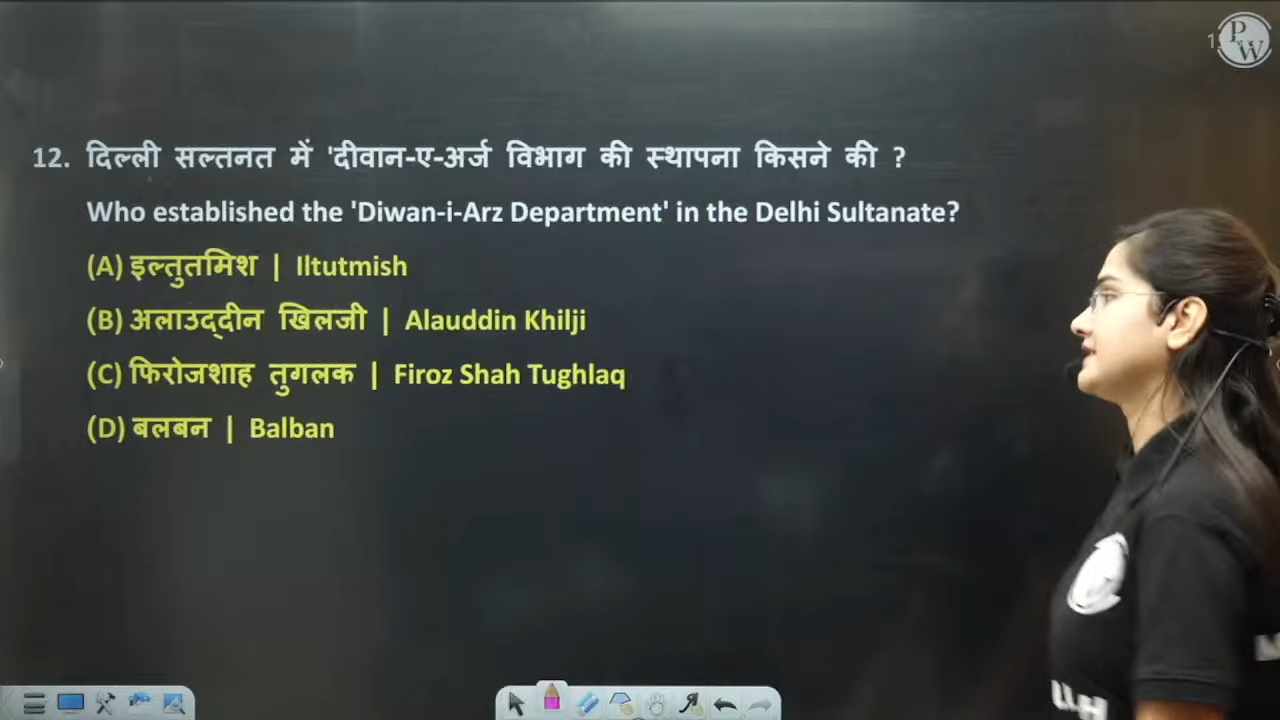 PW
12. दिल्ली सल्तनत में 'दीवान-ए-अर्ज विभाग की स्थापना किसने की ?
Who established the 'Diwan-i-Arz Department' in the Delhi Sultanate?
(A) इल्तुतमिश | Iltutmish
(B) अलाउद्दीन खिलजी | Alauddin Khilji
(C) फिरोजशाह तुगलक | Firoz Shah Tughlaq
(D) बलबन | Balban